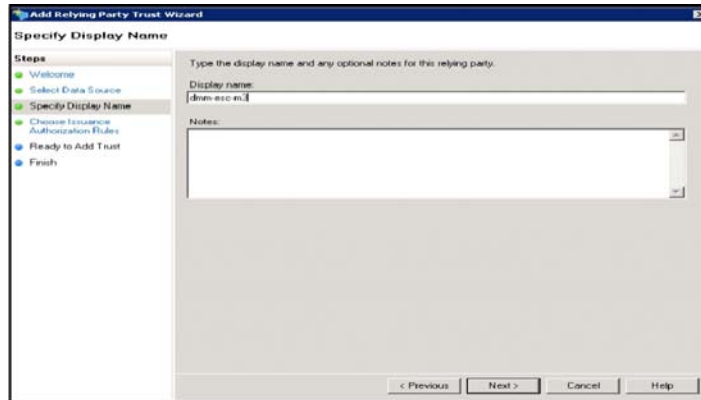 Add Relying Party Trust Wizard
Specify Display Name
Steps
Welcome
Select Data Source
Specify Display Name
Choose Issuance
Authorization Rules
Ready to Add Trust
Finish
Type the display name and any optional notes for this relying party.
Display name:
dmm-esc-m3
Notes:
< Previous
Next >
Cancel
Help